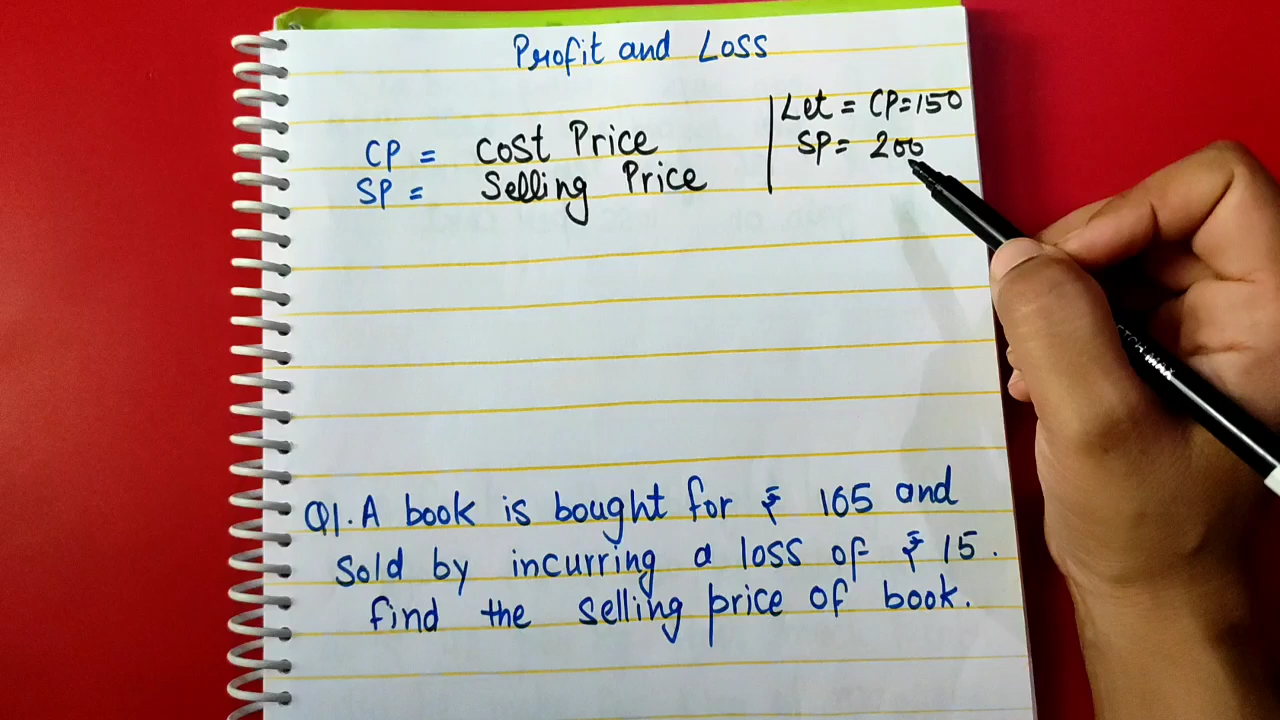 Profit and Loss
CP = Cost Price
SP = Selling Price
Let = CP=150
SP= 200
Q1. A book is bought for ₹ 165 and
Sold by incurring a loss of ₹ 15.
find the selling price of book.